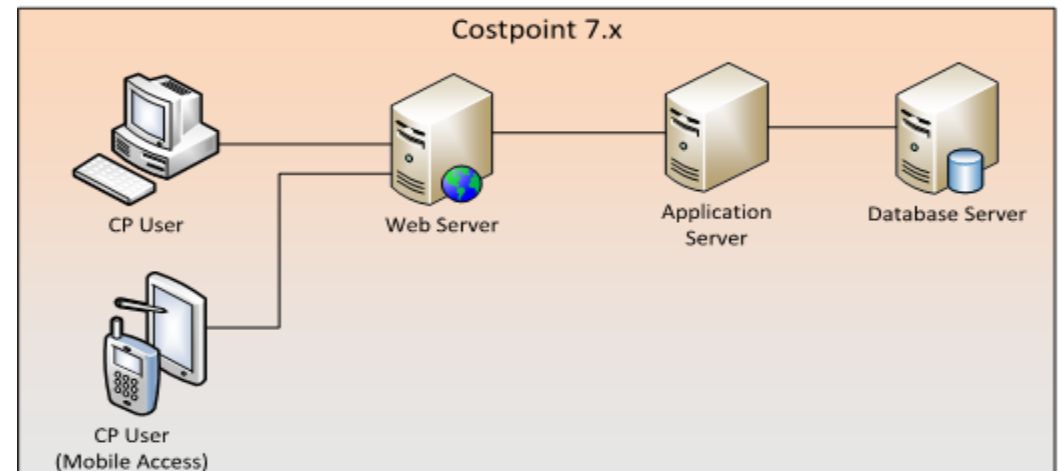 Costpoint 7.x
CP User
Web Server
Application
Server
Database Server
CP User
(Mobile Access)